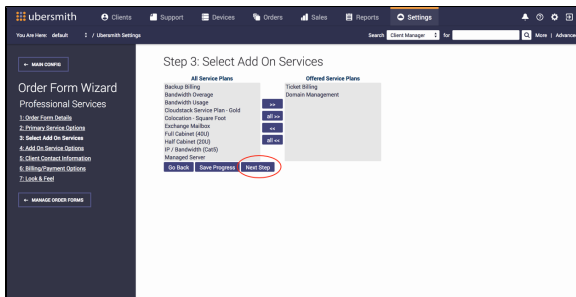 ubersmith
Clients
Support
Devices
Orders
Sales
Reports
Settings
You Are Here: default / Ubersmith Settings
Search Client Manager for
More | Advanced
← MAIN CONFIG
Order Form Wizard
Professional Services
1: Order Form Details
2: Primary Service Options
3: Select Add On Services
4: Add On Service Options
5: Client Contact Information
6: Billing/Payment Options
7: Look & Feel
← MANAGE ORDER FORMS
Step 3: Select Add On Services
All Service Plans
Backup Billing
Bandwidth Overage
Bandwidth Usage
Cloudstack Service Plan - Gold
Colocation - Square Foot
Exchange Mailbox
Full Cabinet (40U)
Half Cabinet (20U)
IP / Bandwidth (Cat6)
Managed Server
>>
all >>
<<
all <<
Offered Service Plans
Ticket Billing
Domain Management
Go Back
Save Progress
Next Step